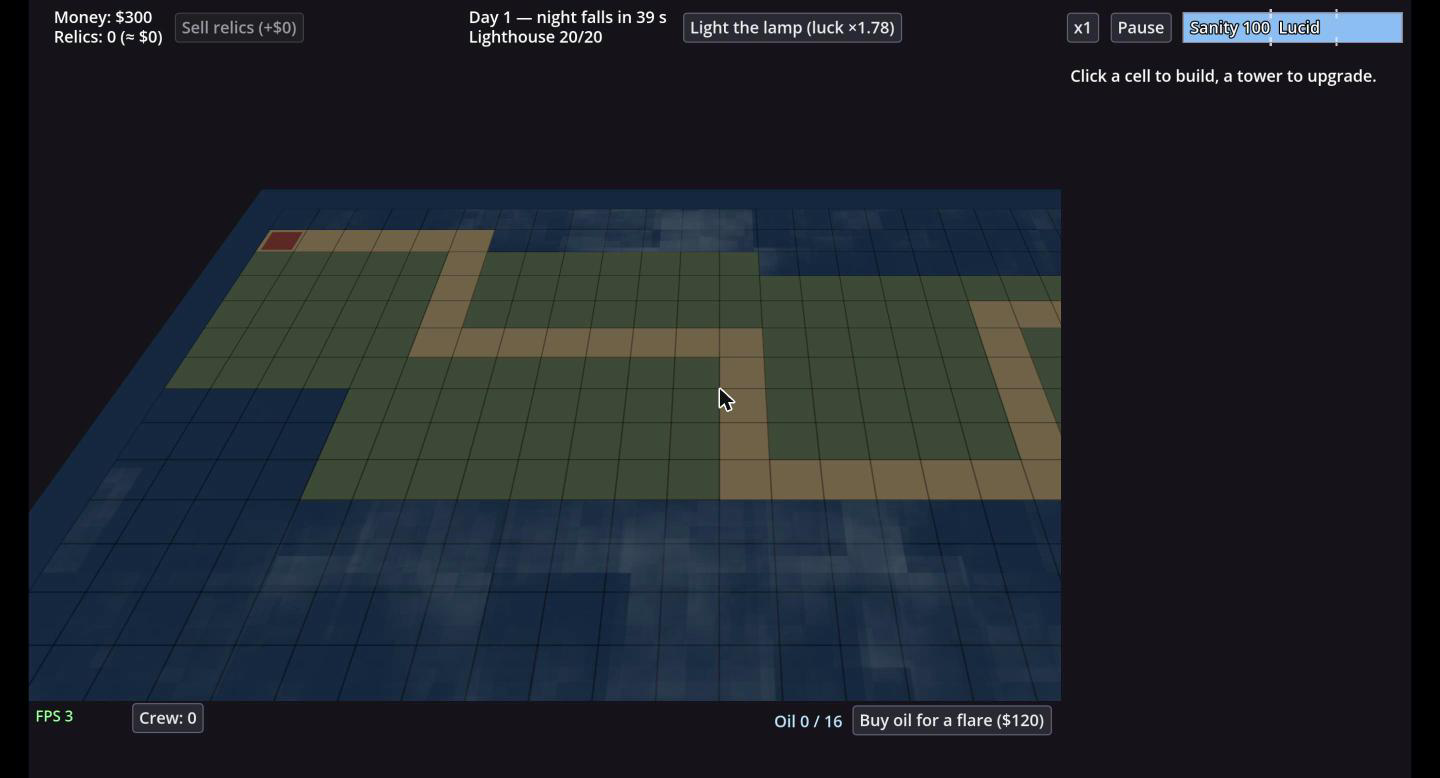 Money: $300
Relics: 0 (≈ $0)
Sell relics (+$0)
Day 1 — night falls in 39 s
Lighthouse 20/20
Light the lamp (luck ×1.78)
x1
Pause
Sanity 100 Lucid
Click a cell to build, a tower to upgrade.
FPS 3
Crew: 0
Oil 0 / 16
Buy oil for a flare ($120)